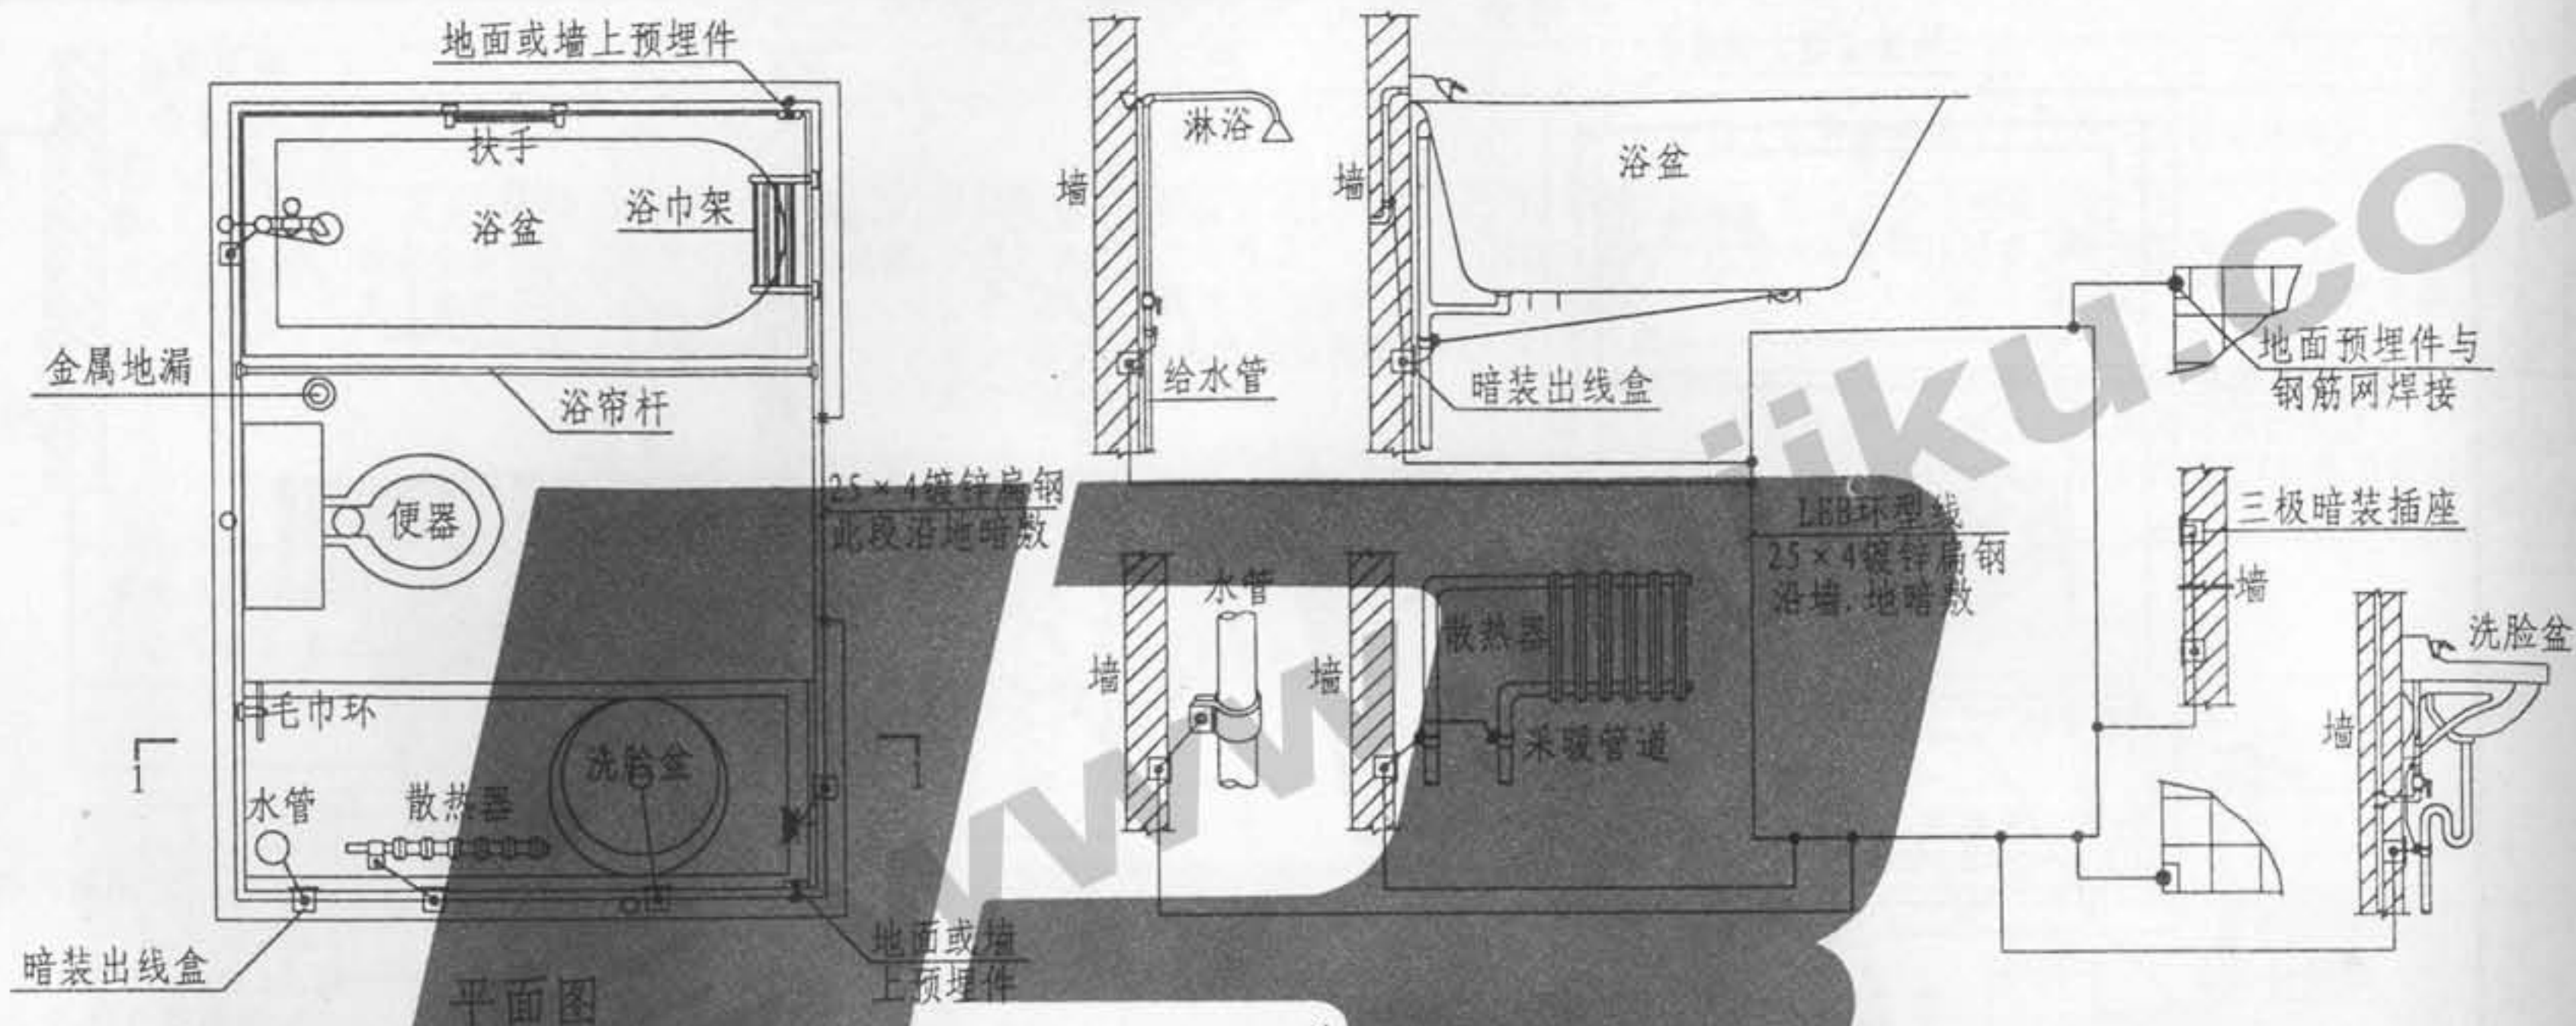 地面或墙上预埋件
扶手
浴盆
浴巾架
金属地漏
浴帘杆
便器
25×4镀锌扁钢
此段沿地暗敷
毛巾环
1
1
水管
散热器
洗脸盆
暗装出线盒
地面或墙
上预埋件
平面图
墙
淋浴
给水管
墙
浴盆
暗装出线盒
地面预埋件与
钢筋网焊接
LEB环型线
25×4镀锌扁钢
沿墙、地暗敷
三极暗装插座
墙
墙
水管
墙
散热器
采暖管道
墙
洗脸盆